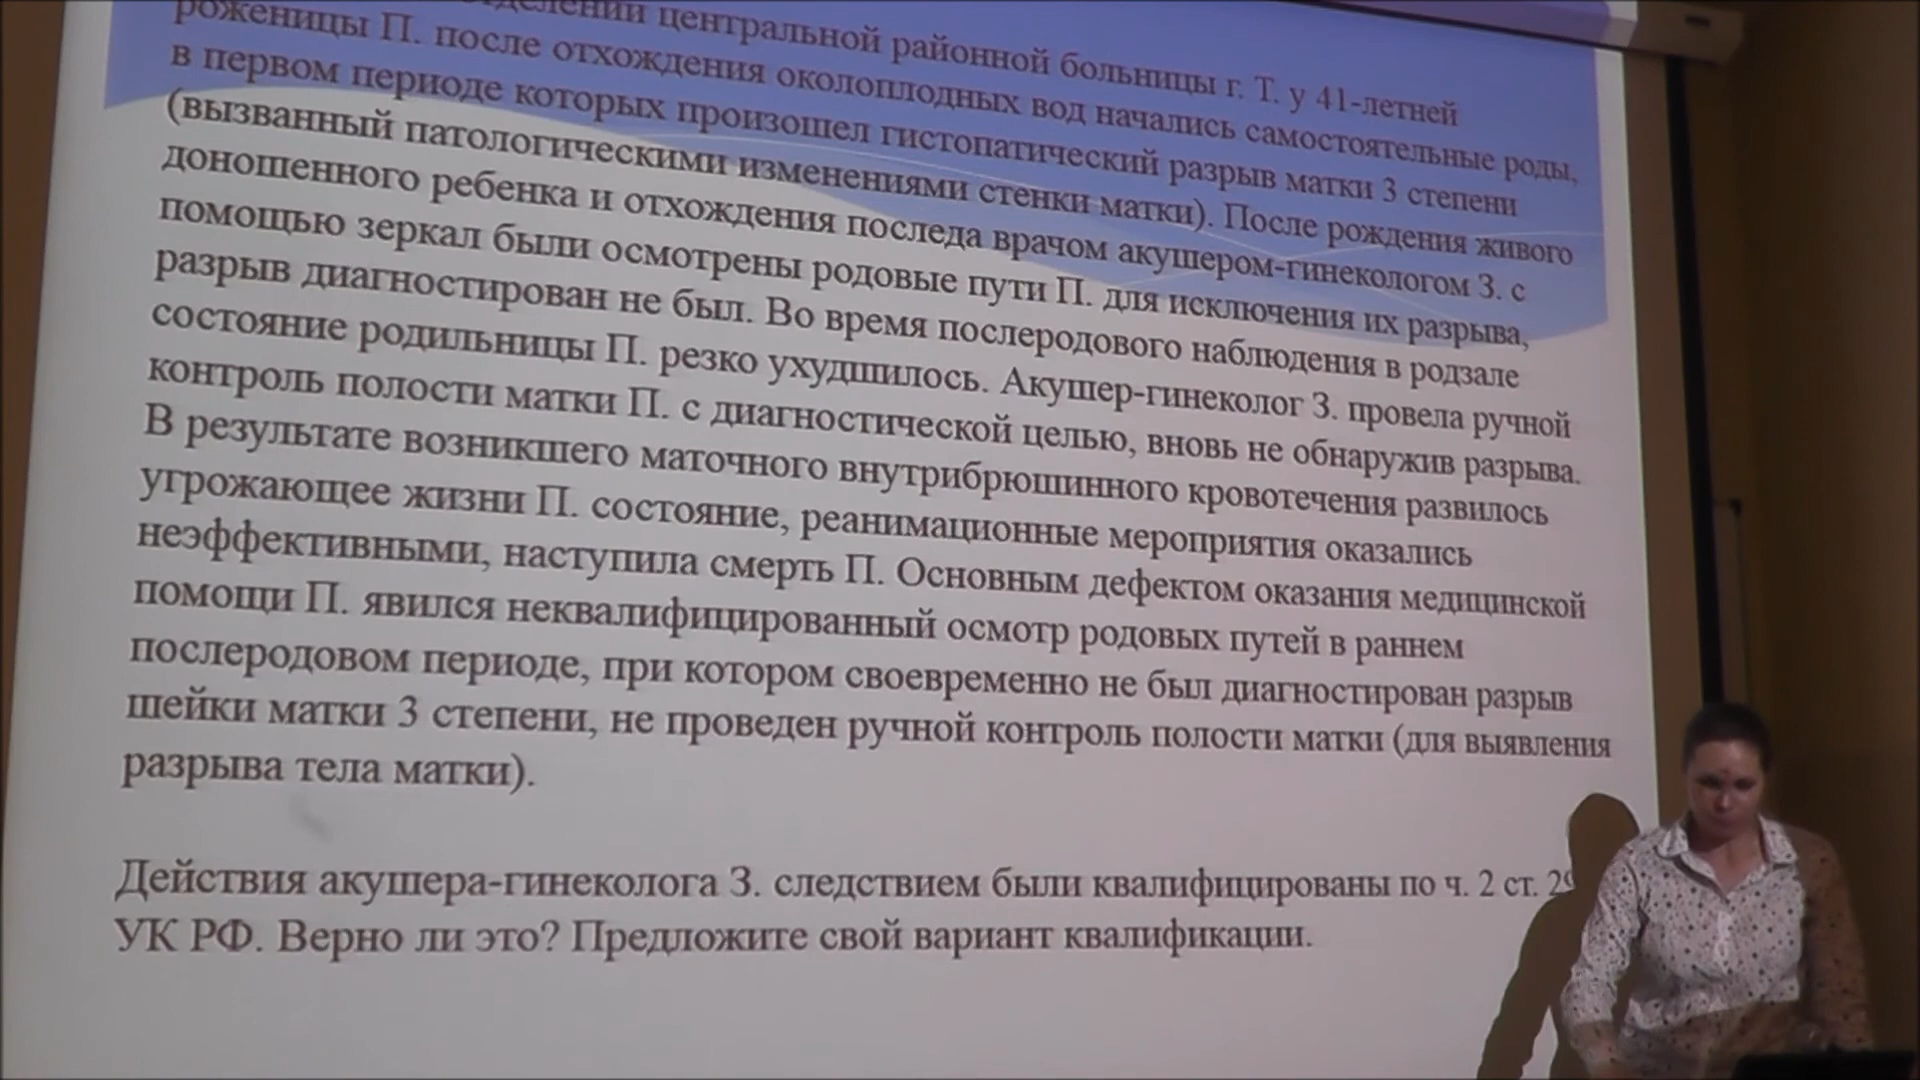 отделении центральной районной больницы г. Т. у 41-летней
роженицы П. после отхождения околоплодных вод начались самостоятельные роды,
в первом периоде которых произошел гистопатический разрыв матки 3 степени
(вызванный патологическими изменениями стенки матки). После рождения живого
доношенного ребенка и отхождения последа врачом акушером-гинекологом З. с
помощью зеркал были осмотрены родовые пути П. для исключения их разрыва,
разрыв диагностирован не был. Во время послеродового наблюдения в родзале
состояние родильницы П. резко ухудшилось. Акушер-гинеколог З. провела ручной
контроль полости матки П. с диагностической целью, вновь не обнаружив разрыва.
В результате возникшего маточного внутрибрюшинного кровотечения развилось
угрожающее жизни П. состояние, реанимационные мероприятия оказались
неэффективными, наступила смерть П. Основным дефектом оказания медицинской
помощи П. явился неквалифицированный осмотр родовых путей в раннем
послеродовом периоде, при котором своевременно не был диагностирован разрыв
шейки матки 3 степени, не проведен ручной контроль полости матки (для выявления
разрыва тела матки).
Действия акушера-гинеколога З. следствием были квалифицированы по ч. 2 ст.
УК РФ. Верно ли это? Предложите свой вариант квалификации.